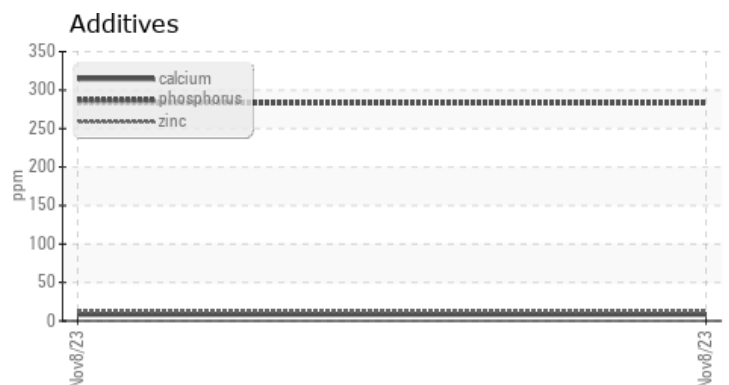 Additives
350
300
250
200
150
100
50
0
ppm
calcium
phosphorus
zinc
Nov8/23
Nov8/23